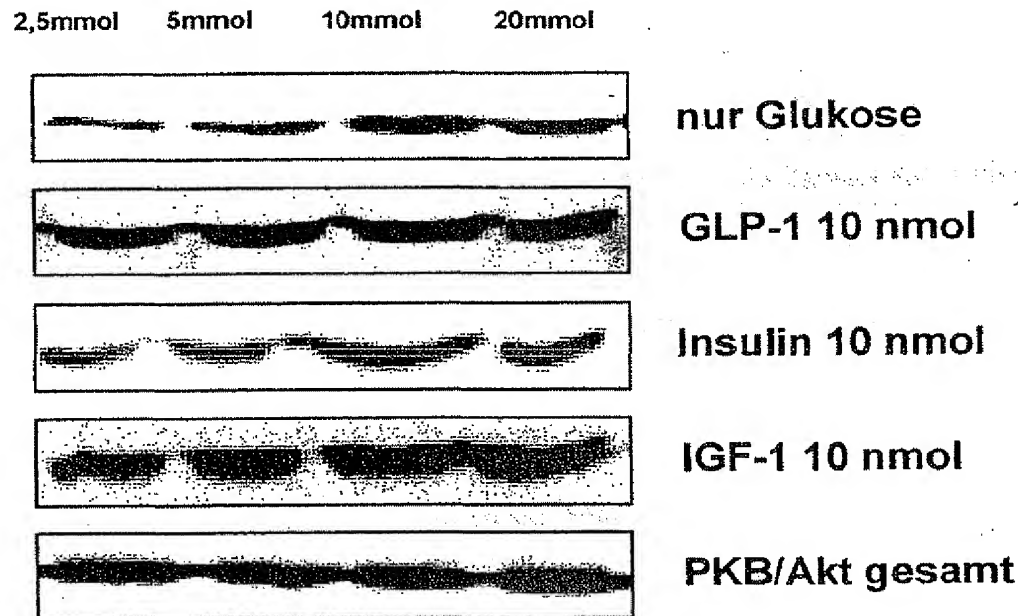 2,5mmol 5mmol 10mmol 20mmol
nur Glukose
GLP-1 10 nmol
Insulin 10 nmol
IGF-1 10 nmol
PKB/Akt gesamt